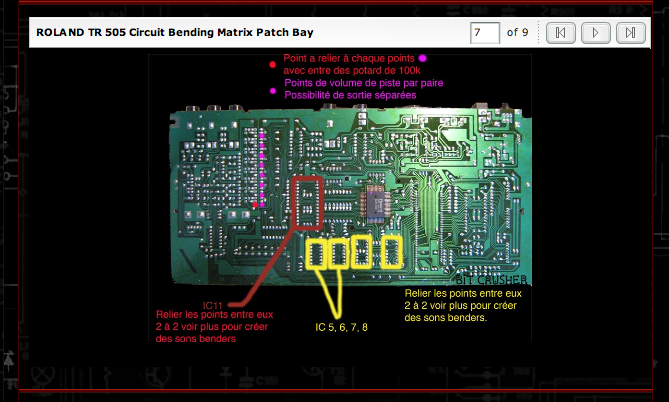 ROLAND TR 505 Circuit Bending Matrix Patch Bay
7 of 9
Point a relier à chaque points
avec entre des potard de 100k
Points de volume de piste par paire
Possibilité de sortie séparées
BIT CRUSHER
IC11
Relier les points entre eux
2 à 2 voir plus pour créer
des sons benders
IC 5, 6, 7, 8
Relier les points entre eux
2 à 2 voir plus pour créer
des sons benders.